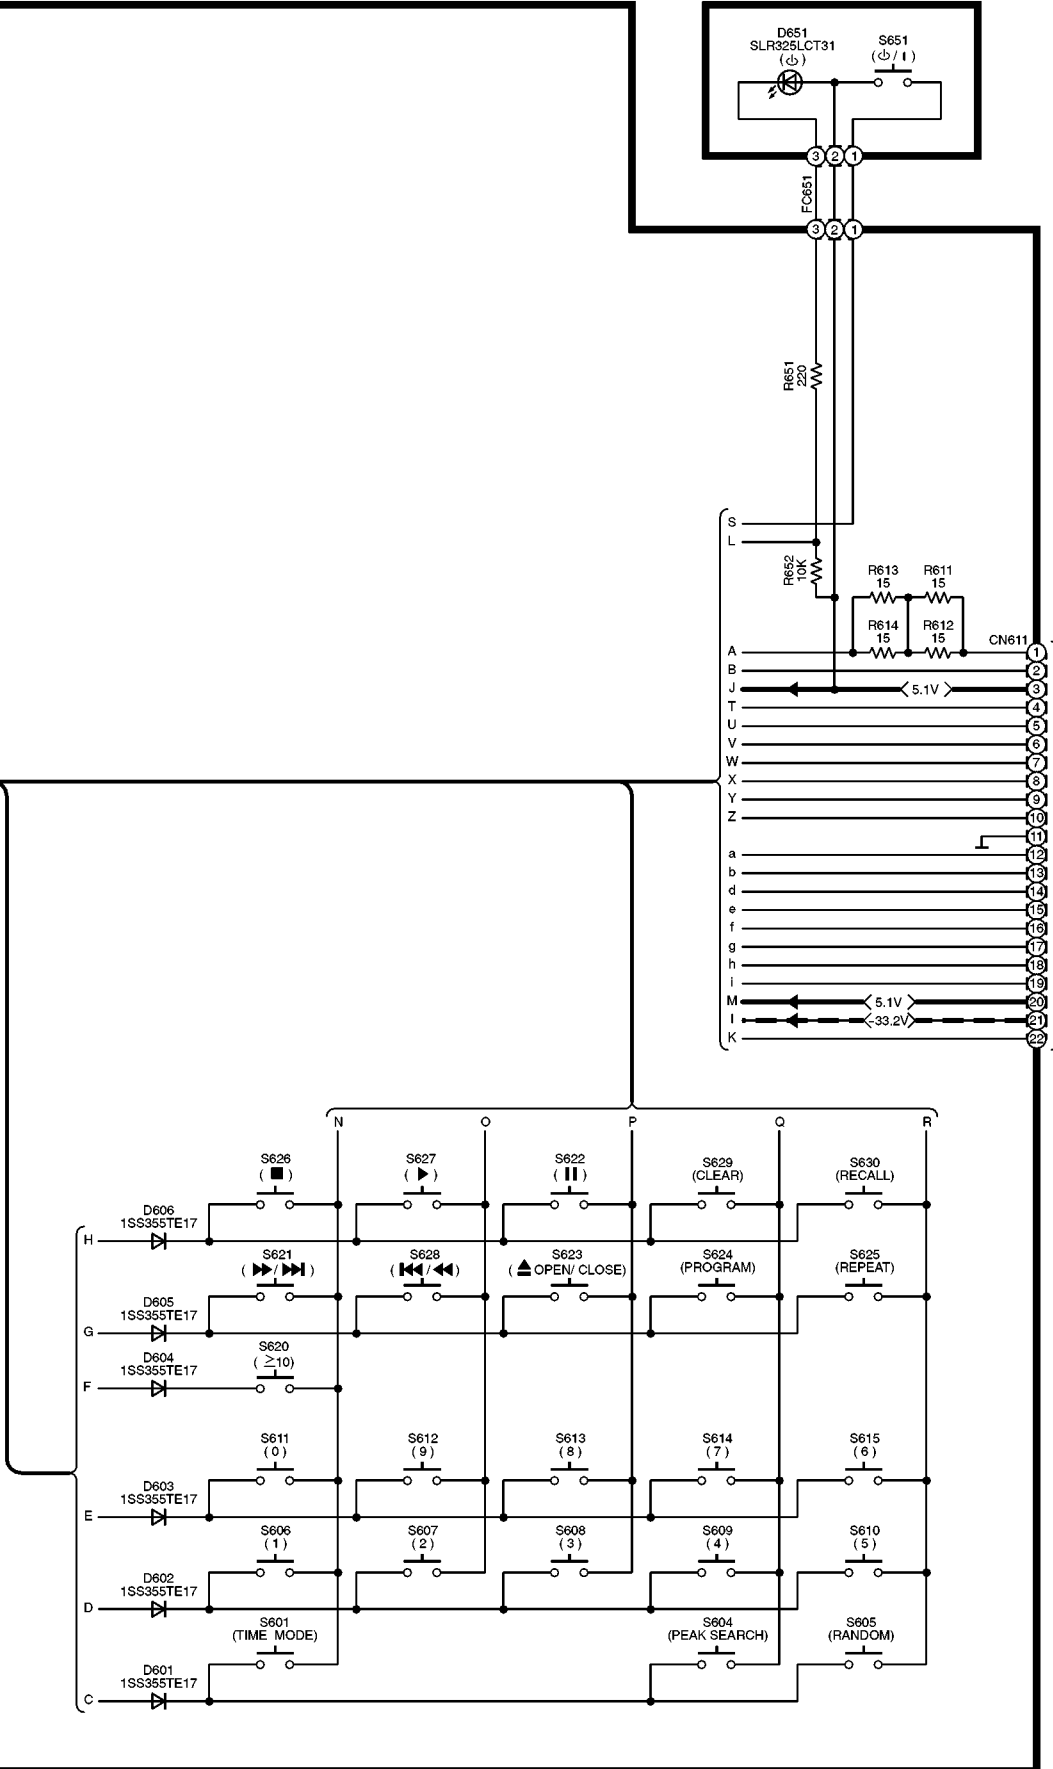 D651
SLR325LCT31
(⏻)
S651
(⏻/I)
3 2 1
FC651
3 2 1
R651
220
S
L
R652
10K
R613
15
R611
15
R614
15
R612
15
CN611
A 1
B 2
J 5.1V 3
T 4
U 5
V 6
W 7
X 8
Y 9
Z 10
11
a 12
b 13
d 14
e 15
f 16
g 17
h 18
i 19
M 5.1V 20
I -33.2V 21
K 22
N O P Q R
S626
(■)
S627
(▶)
S622
(❚❚)
S629
(CLEAR)
S630
(RECALL)
D606
1SS355TE17
H
S621
(▶▶/▶▶I)
S628
(I◀◀/◀◀)
S623
(⏏ OPEN/ CLOSE)
S624
(PROGRAM)
S625
(REPEAT)
D605
1SS355TE17
G
S620
(≥10)
D604
1SS355TE17
F
S611
(0)
S612
(9)
S613
(8)
S614
(7)
S615
(6)
D603
1SS355TE17
E
S606
(1)
S607
(2)
S608
(3)
S609
(4)
S610
(5)
D602
1SS355TE17
D
S601
(TIME MODE)
S604
(PEAK SEARCH)
S605
(RANDOM)
D601
1SS355TE17
C